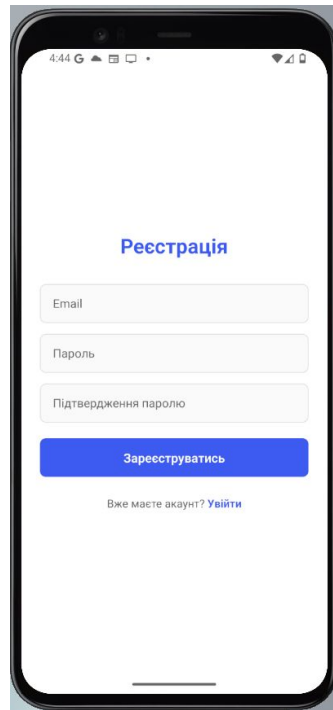 4:44 G
Реєстрація
Email
Пароль
Підтвердження паролю
Зареєструватись
Вже маєте акаунт? Увійти